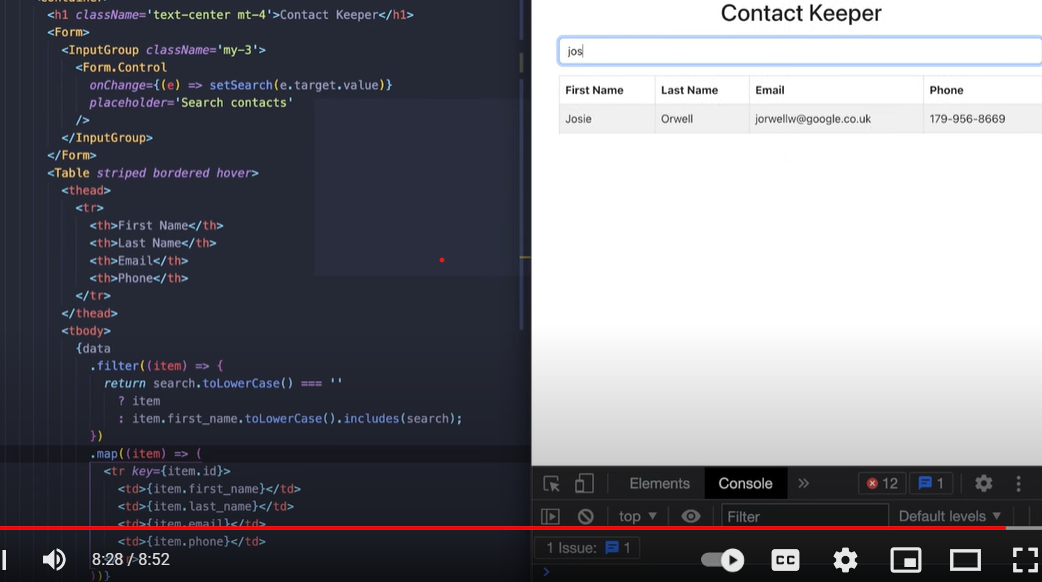 <Container>
<h1 className='text-center mt-4'>Contact Keeper</h1>
<Form>
<InputGroup className='my-3'>
<Form.Control
onChange={(e) => setSearch(e.target.value)}
placeholder='Search contacts'
/>
</InputGroup>
</Form>
<Table striped bordered hover>
<thead>
<tr>
<th>First Name</th>
<th>Last Name</th>
<th>Email</th>
<th>Phone</th>
</tr>
</thead>
<tbody>
{data
.filter((item) => {
return search.toLowerCase() === ''
? item
: item.first_name.toLowerCase().includes(search);
})
.map((item) => (
<tr key={item.id}>
<td>{item.first_name}</td>
<td>{item.last_name}</td>
<td>{item.email}</td>
<td>{item.phone}</td>
))}
8:28 / 8:52
Contact Keeper
jos
First Name Last Name Email Phone
Josie Orwell jorwellw@google.co.uk 179-956-8669
Elements Console » 12 1
top Filter Default levels
1 Issue: 1
CC